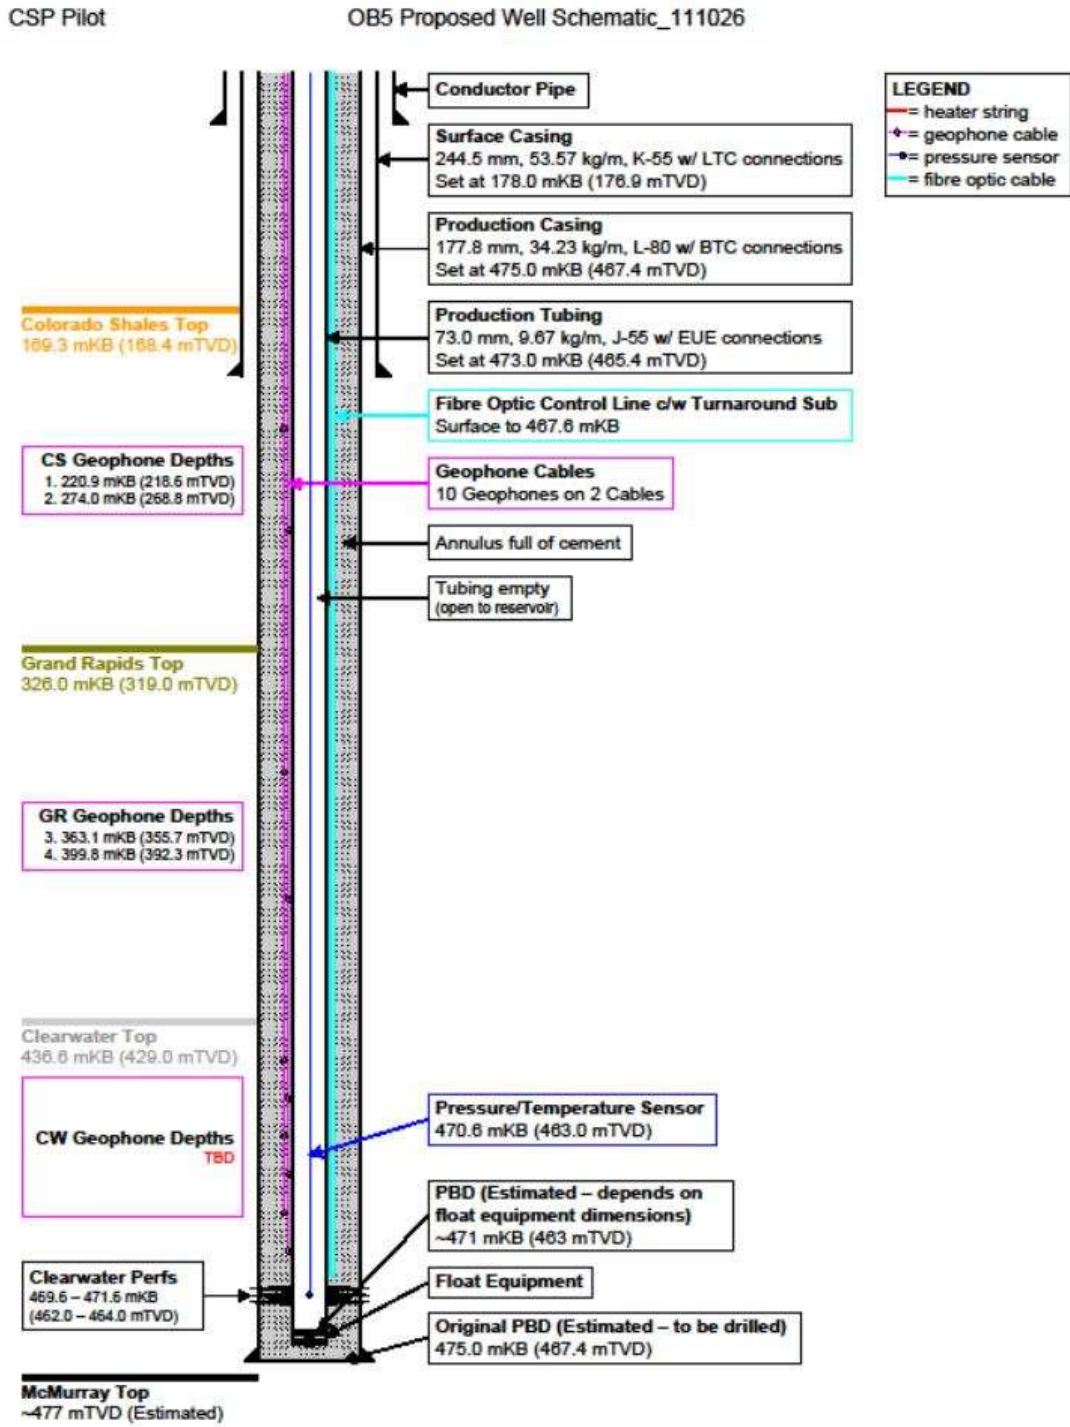 CSP Pilot
OB5 Proposed Well Schematic_111026
Conductor Pipe
LEGEND
= heater string
= geophone cable
= pressure sensor
= fibre optic cable
Surface Casing
244.5 mm, 53.57 kg/m, K-55 w/ LTC connections
Set at 178.0 mKB (176.9 mTVD)
Production Casing
177.8 mm, 34.23 kg/m, L-80 w/ BTC connections
Set at 475.0 mKB (467.4 mTVD)
Production Tubing
73.0 mm, 9.67 kg/m, J-55 w/ EUE connections
Set at 473.0 mKB (465.4 mTVD)
Colorado Shales Top
169.3 mKB (168.4 mTVD)
Fibre Optic Control Line c/w Turnaround Sub
Surface to 467.6 mKB
CS Geophone Depths
1. 220.9 mKB (218.6 mTVD)
2. 274.0 mKB (268.8 mTVD)
Geophone Cables
10 Geophones on 2 Cables
Annulus full of cement
Tubing empty
(open to reservoir)
Grand Rapids Top
326.0 mKB (319.0 mTVD)
GR Geophone Depths
3. 363.1 mKB (355.7 mTVD)
4. 399.8 mKB (392.3 mTVD)
Clearwater Top
436.6 mKB (429.0 mTVD)
CW Geophone Depths
TBD
Pressure/Temperature Sensor
470.6 mKB (463.0 mTVD)
PBD (Estimated – depends on
float equipment dimensions)
~471 mKB (463 mTVD)
Clearwater Perfs
469.6 – 471.6 mKB
(462.0 – 464.0 mTVD)
Float Equipment
Original PBD (Estimated – to be drilled)
475.0 mKB (467.4 mTVD)
McMurray Top
~477 mTVD (Estimated)